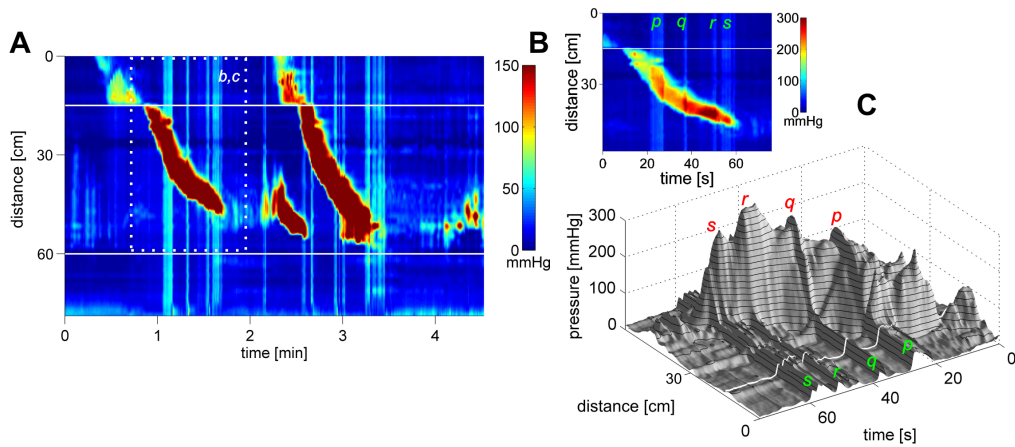 A
b,c
0
30
60
distance [cm]
0
1
2
3
4
time [min]
150
100
50
0
mmHg
B
p q r s
0
30
distance [cm]
0 20 40 60
time [s]
300
200
100
0
mmHg
C
300
200
100
0
pressure [mmHg]
s r q p
s r q p
30
0
distance [cm]
60
40
20
0
time [s]